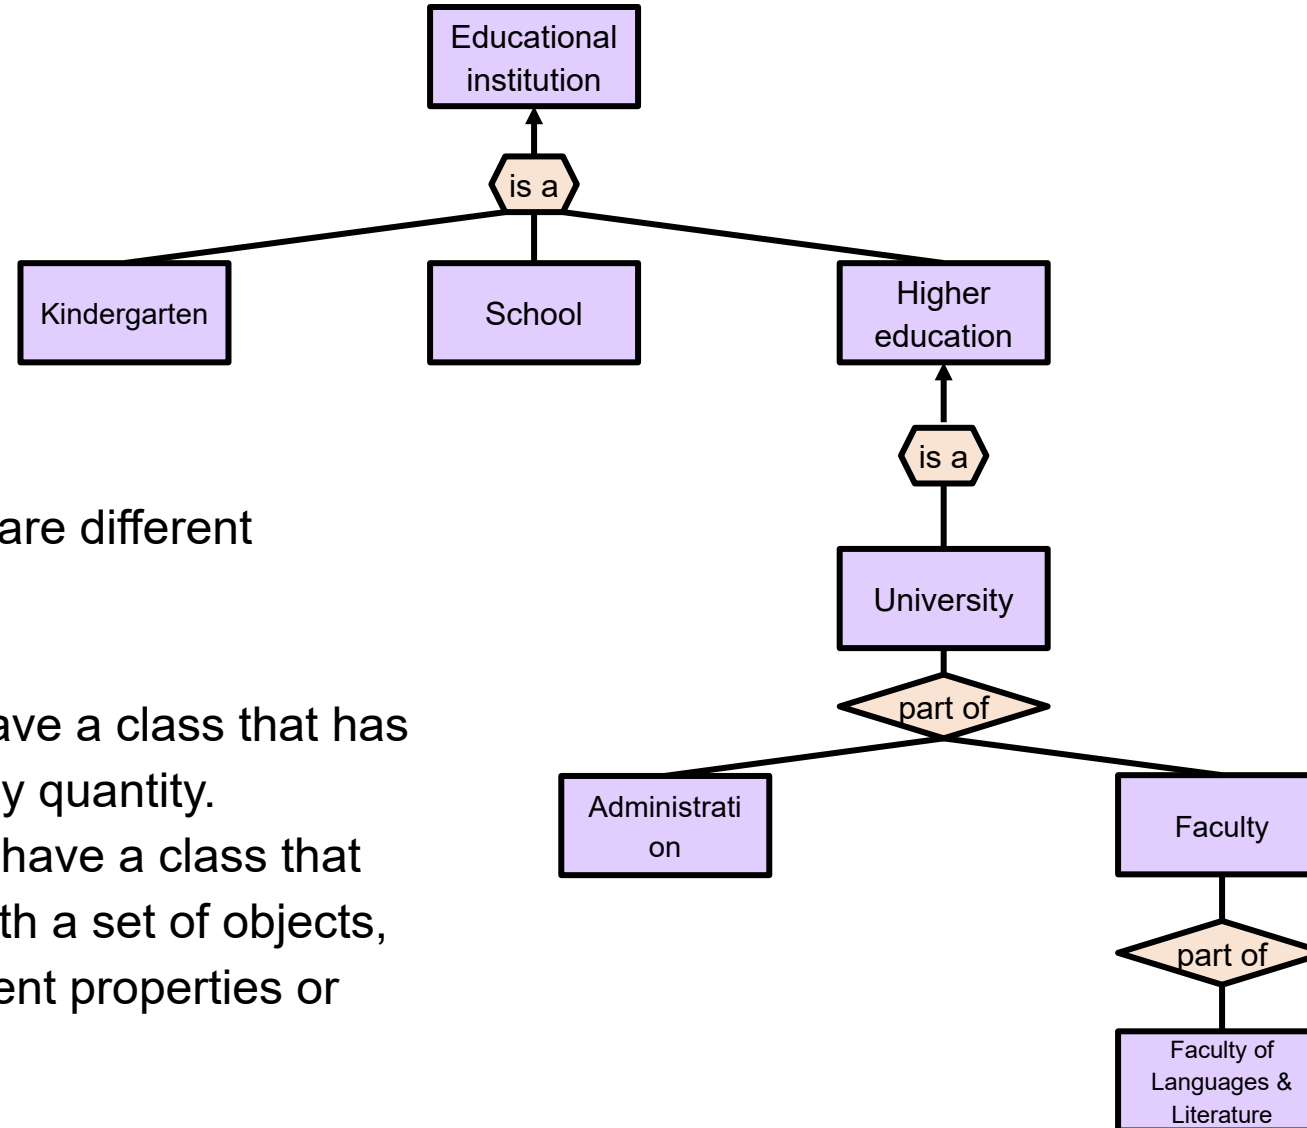 Educational
institution
is a
Kindergarten
School
Higher
education
is a
are different
University
ave a class that has
part of
y quantity.
Administrati
on
Faculty
have a class that
th a set of objects,
part of
ent properties or
Faculty of
Languages &
Literature